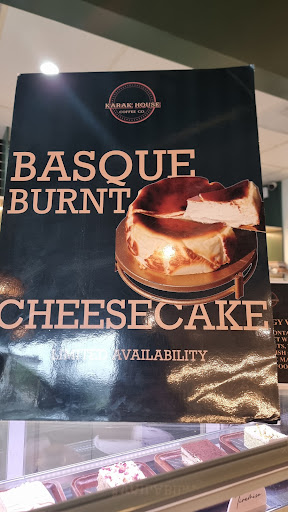 KABAK HOUSE
COFFEE CO.
BASQUE
BURNT
CHEESECAKE
LIMITED AVAILABILITY